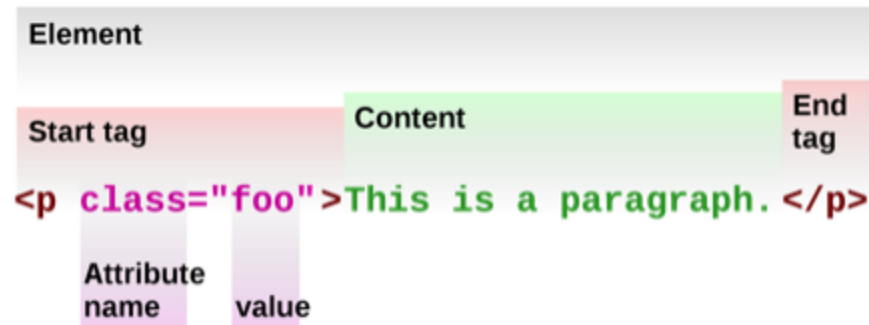 Element
Start tag
Content
End
tag
<p class="foo">This is a paragraph.</p>
Attribute
name
value